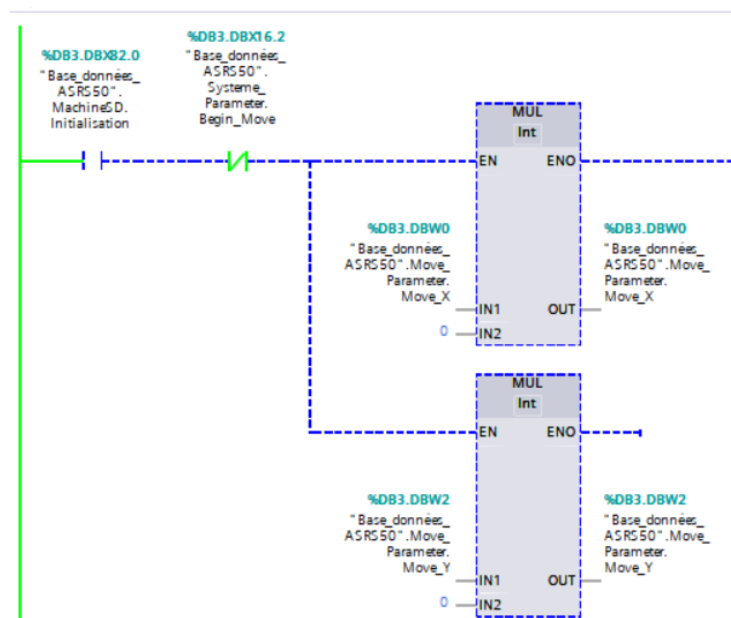 %DB3.DBX82.0
"Base_données_
ASRS50".
MachineSD.
Initialisation
%DB3.DBX16.2
"Base_données_
ASRS50".
Systeme_
Parameter.
Begin_Move
MUL
Int
EN
ENO
%DB3.DBW0
"Base_données_
ASRS50".Move_
Parameter.
Move_X
IN1
0
IN2
%DB3.DBW0
"Base_données_
ASRS50".Move_
Parameter.
Move_X
OUT
MUL
Int
EN
ENO
%DB3.DBW2
"Base_données_
ASRS50".Move_
Parameter.
Move_Y
IN1
0
IN2
%DB3.DBW2
"Base_données_
ASRS50".Move_
Parameter.
Move_Y
OUT